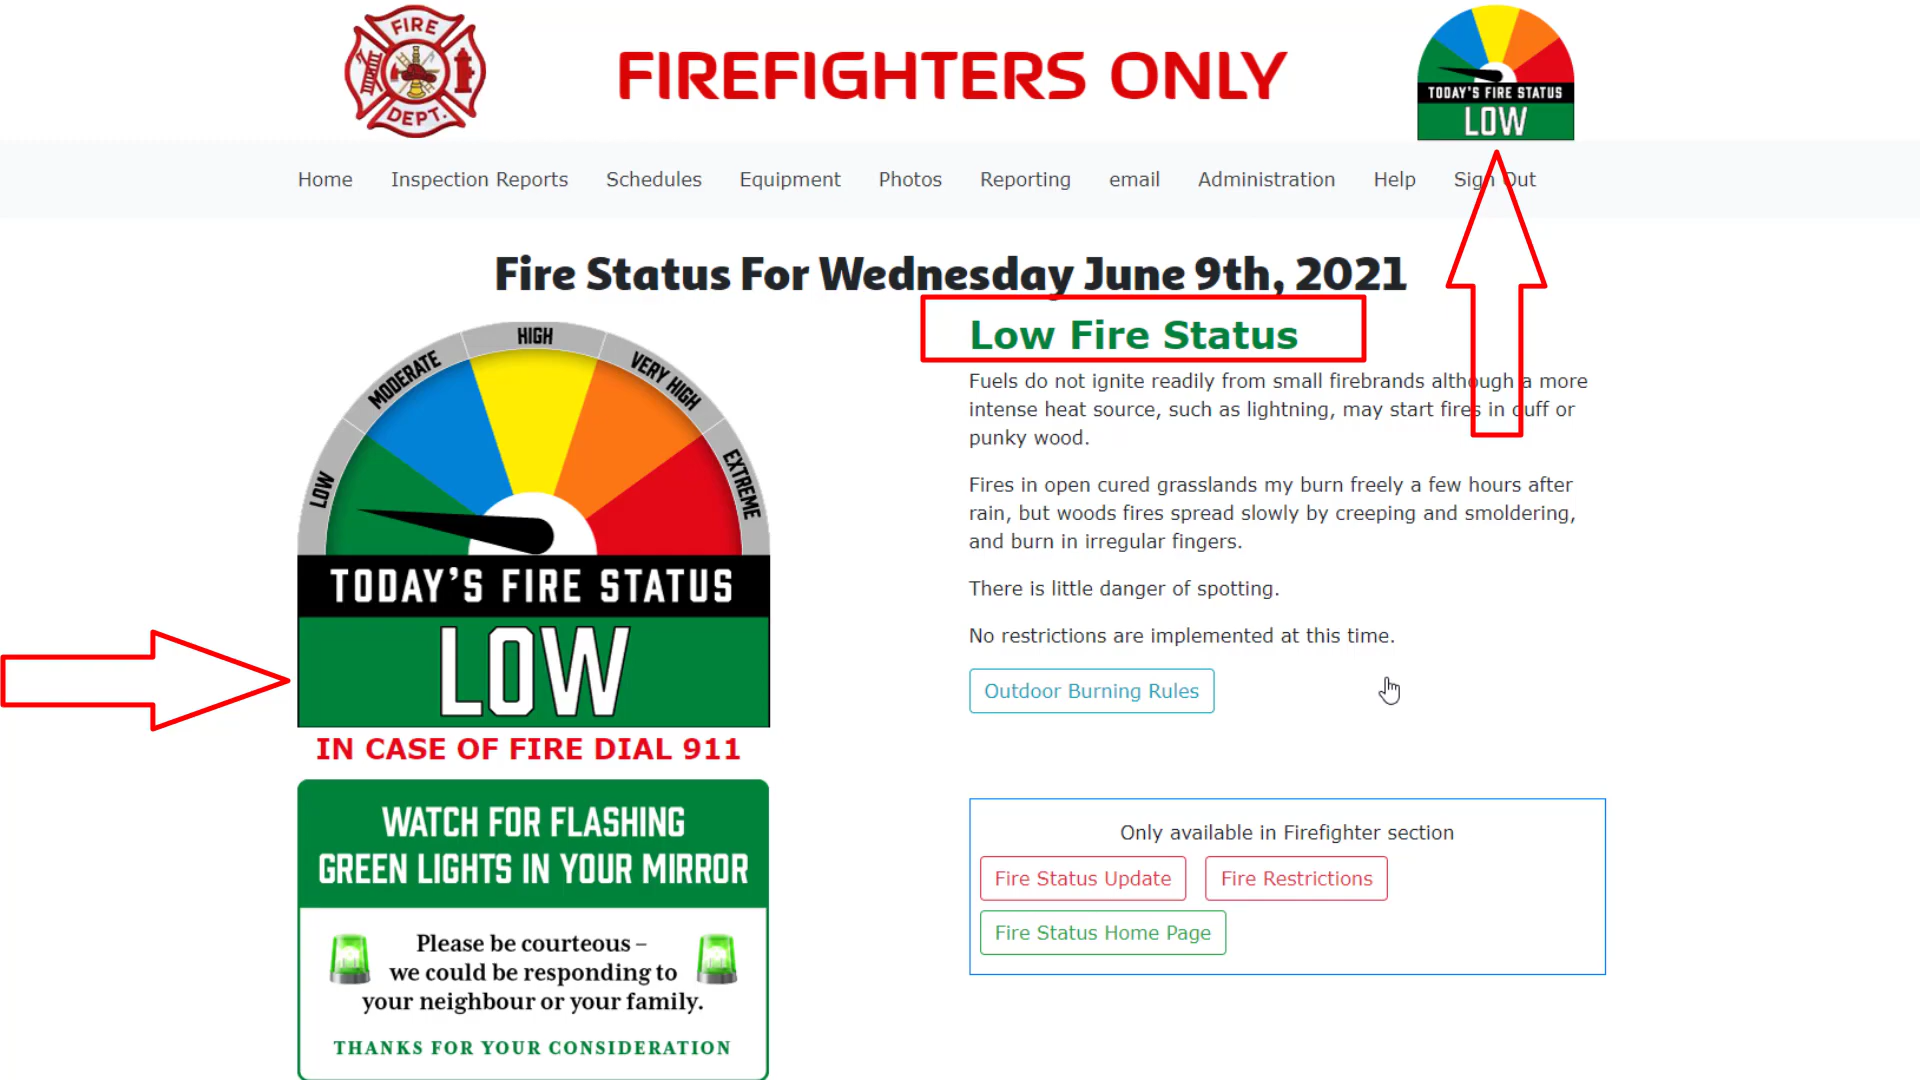 FIRE
DEPT.
FIREFIGHTERS ONLY
TODAY'S FIRE STATUS
LOW
Home
Inspection Reports
Schedules
Equipment
Photos
Reporting
email
Administration
Help
Sign Out
Fire Status For Wednesday June 9th, 2021
LOW
MODERATE
HIGH
VERY HIGH
EXTREME
TODAY'S FIRE STATUS
LOW
IN CASE OF FIRE DIAL 911
WATCH FOR FLASHING
GREEN LIGHTS IN YOUR MIRROR
Please be courteous –
we could be responding to
your neighbour or your family.
THANKS FOR YOUR CONSIDERATION
Low Fire Status
Fuels do not ignite readily from small firebrands although a more
intense heat source, such as lightning, may start fires in duff or
punky wood.
Fires in open cured grasslands my burn freely a few hours after
rain, but woods fires spread slowly by creeping and smoldering,
and burn in irregular fingers.
There is little danger of spotting.
No restrictions are implemented at this time.
Outdoor Burning Rules
Only available in Firefighter section
Fire Status Update
Fire Restrictions
Fire Status Home Page